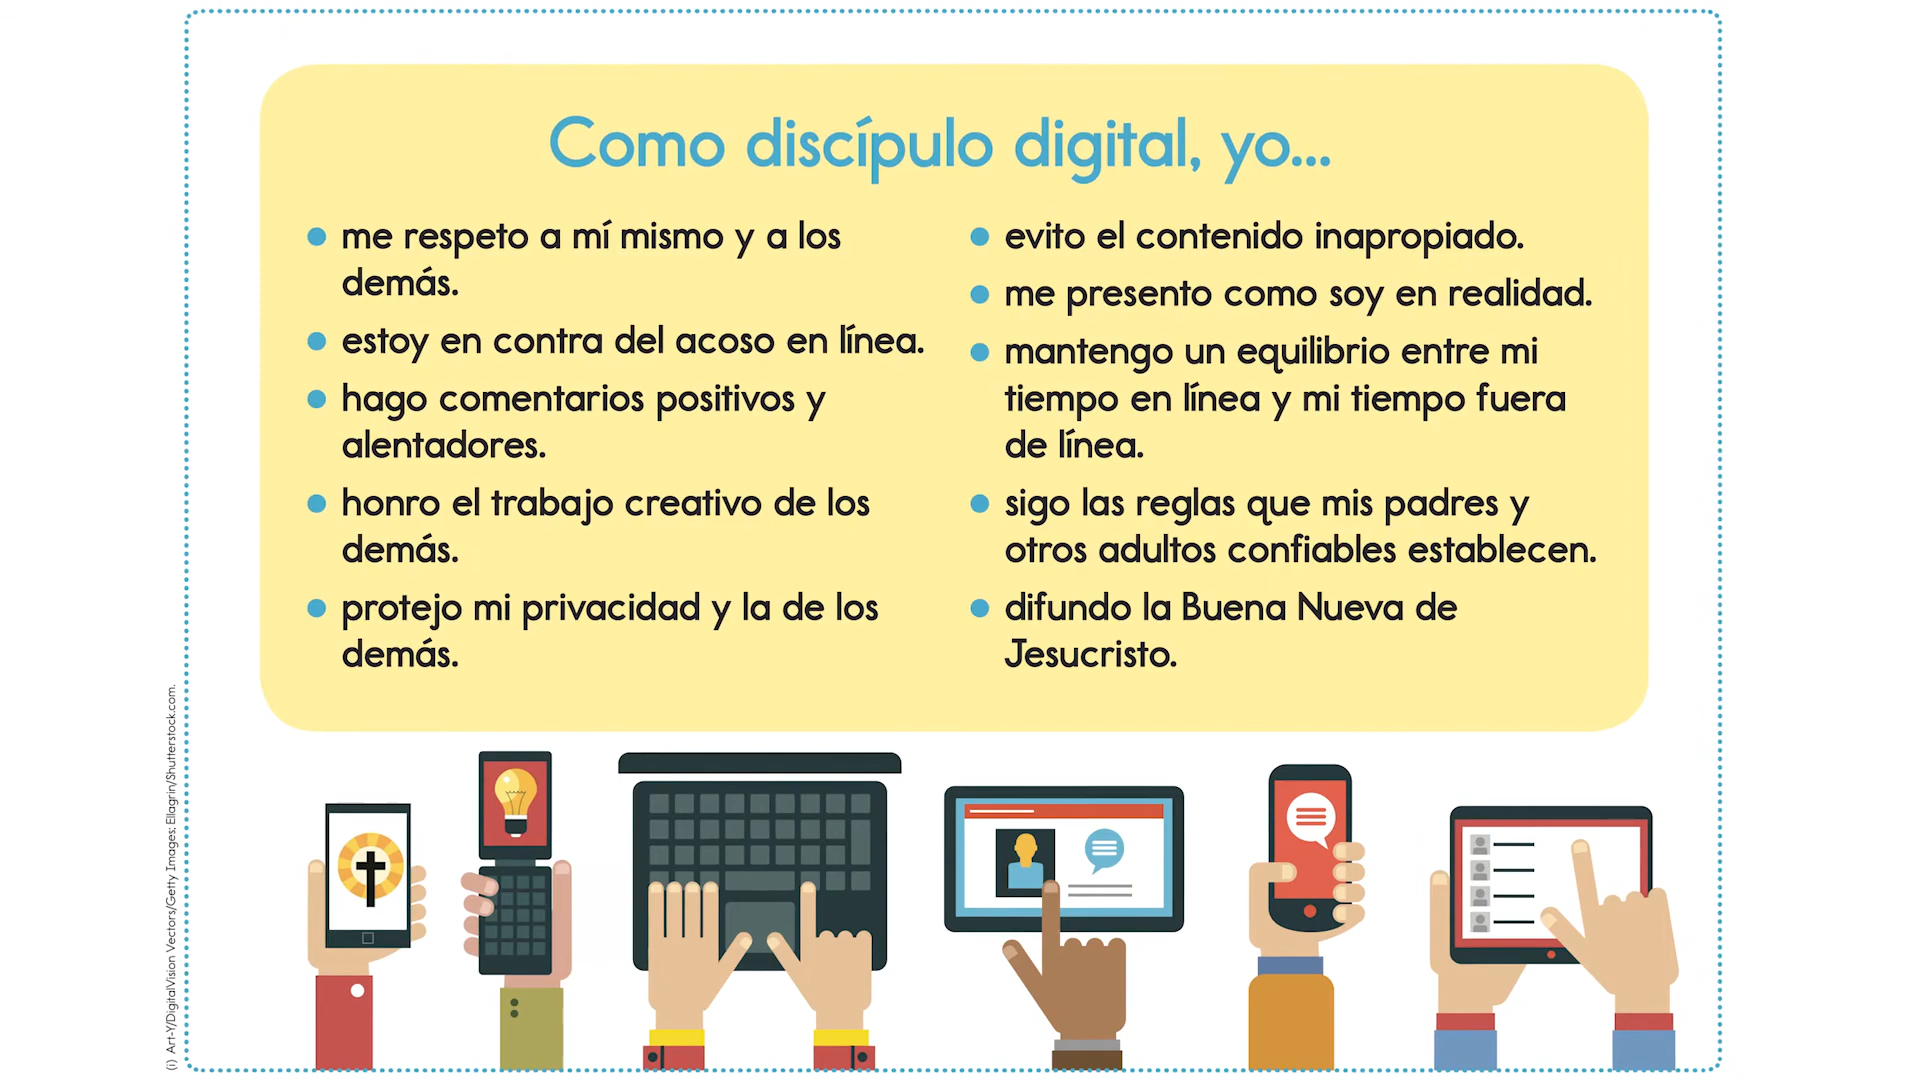 Como discípulo digital, yo...
• me respeto a mí mismo y a los
demás.
• estoy en contra del acoso en línea.
• hago comentarios positivos y
alentadores.
• honro el trabajo creativo de los
demás.
• protejo mi privacidad y la de los
demás.
• evito el contenido inapropiado.
• me presento como soy en realidad.
• mantengo un equilibrio entre mi
tiempo en línea y mi tiempo fuera
de línea.
• sigo las reglas que mis padres y
otros adultos confiables establecen.
• difundo la Buena Nueva de
Jesucristo.
(i) Art-Y/DigitalVision Vectors/Getty Images; Ellagrin/Shutterstock.com.